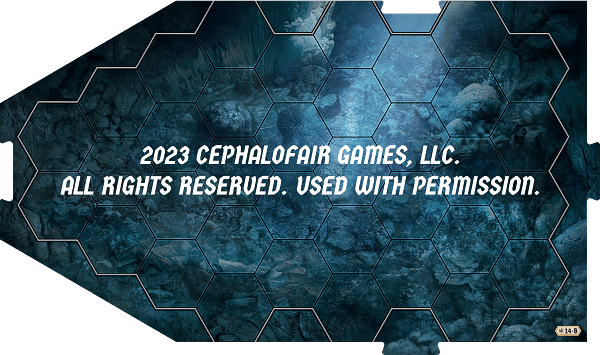 2023 CEPHALOFAIR GAMES, LLC.
ALL RIGHTS RESERVED. USED WITH PERMISSION.
14-B